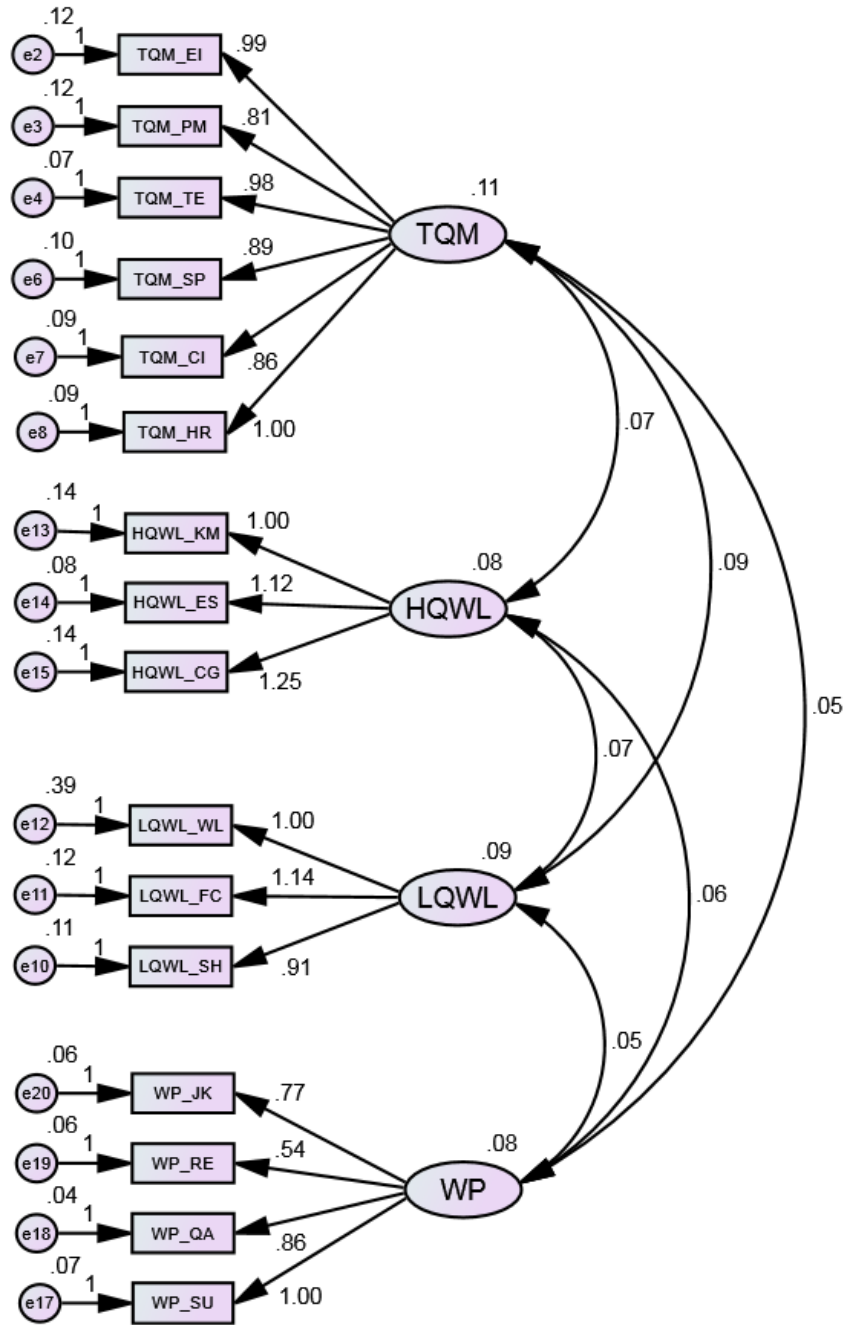 .12
e2 1 TQM_EI .99
.12
e3 1 TQM_PM .81
.07
e4 1 TQM_TE .98
.11
TQM
.10
e6 1 TQM_SP .89
.09
e7 1 TQM_CI .86
.09
e8 1 TQM_HR 1.00
.07
.14
e13 1 HQWL_KM 1.00
.08
e14 1 HQWL_ES 1.12
.08
HQWL
.09
.14
e15 1 HQWL_CG 1.25
.05
.07
.39
e12 1 LQWL_WL 1.00
.12
e11 1 LQWL_FC 1.14
.09
LQWL
.06
.11
e10 1 LQWL_SH .91
.05
.06
e20 1 WP_JK .77
.06
e19 1 WP_RE .54
.08
WP
.04
e18 1 WP_QA .86
.07
e17 1 WP_SU 1.00